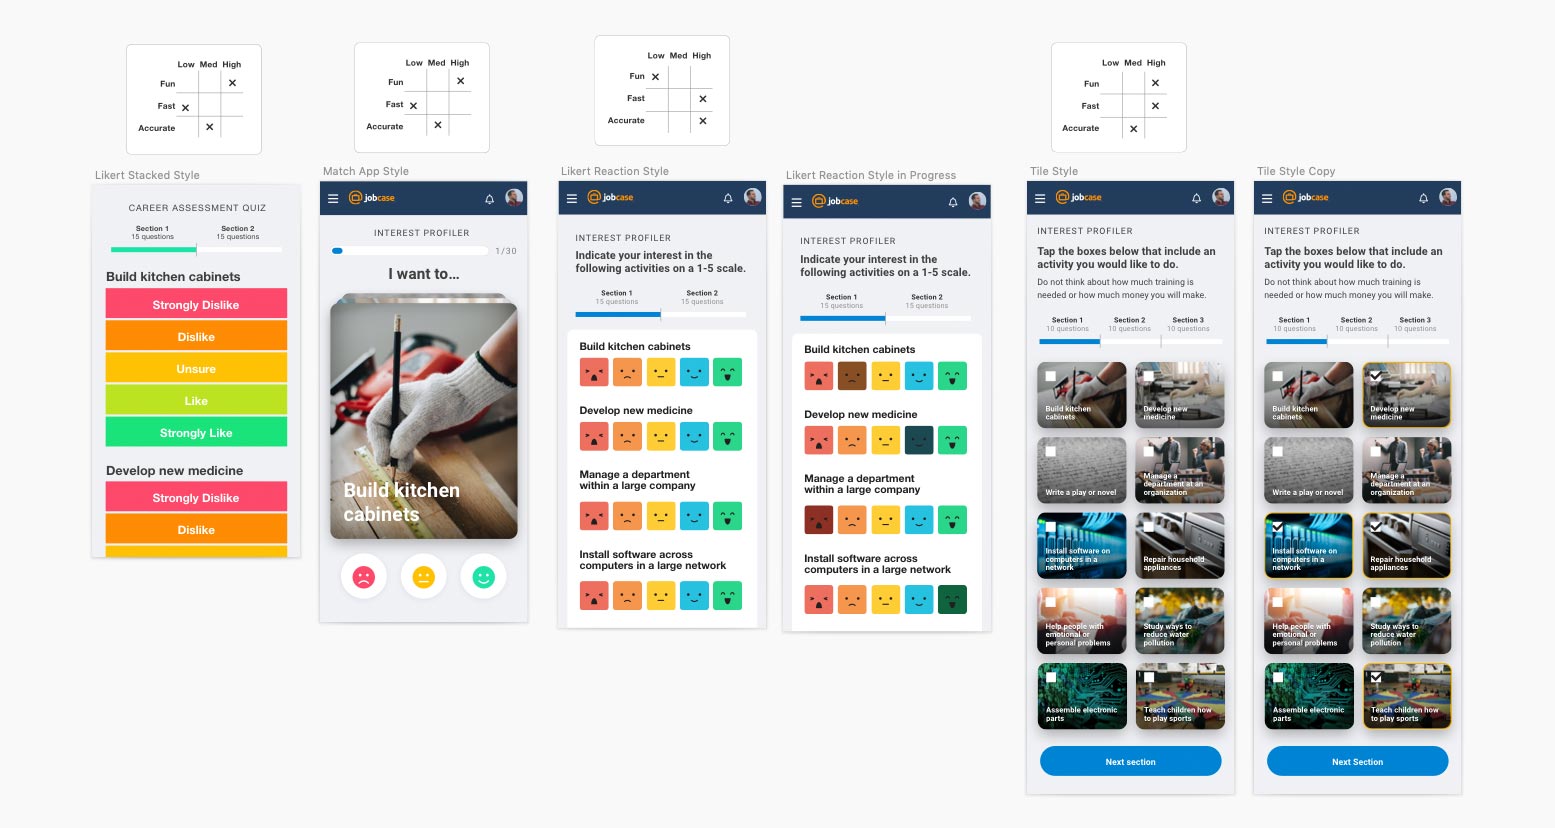 Low Med High
Fun ×
Fast ×
Accurate ×
Likert Stacked Style
CAREER ASSESSMENT QUIZ
Section 1 Section 2
15 questions 15 questions
Build kitchen cabinets
Strongly Dislike
Dislike
Unsure
Like
Strongly Like
Develop new medicine
Strongly Dislike
Dislike
Low Med High
Fun ×
Fast ×
Accurate ×
Match App Style
jobcase
INTEREST PROFILER
1/30
I want to...
Build kitchen
cabinets
Low Med High
Fun ×
Fast ×
Accurate ×
Likert Reaction Style
jobcase
INTEREST PROFILER
Indicate your interest in the
following activities on a 1-5 scale.
Section 1 Section 2
15 questions 15 questions
Build kitchen cabinets
Develop new medicine
Manage a department
within a large company
Install software across
computers in a large network
Likert Reaction Style in Progress
jobcase
INTEREST PROFILER
Indicate your interest in the
following activities on a 1-5 scale.
Section 1 Section 2
15 questions 15 questions
Build kitchen cabinets
Develop new medicine
Manage a department
within a large company
Install software across
computers in a large network
Low Med High
Fun ×
Fast ×
Accurate ×
Tile Style
jobcase
INTEREST PROFILER
Tap the boxes below that include an
activity you would like to do.
Do not think about how much training is
needed or how much money you will make.
Section 1 Section 2 Section 3
10 questions 10 questions 10 questions
Build kitchen
cabinets
Develop new
medicine
Write a play or novel
Manage a
department at an
organization
Install software on
computers in a
network
Repair household
appliances
Help people with
emotional or
personal problems
Study ways to
reduce water
pollution
Assemble electronic
parts
Teach children how
to play sports
Next section
Tile Style Copy
jobcase
INTEREST PROFILER
Tap the boxes below that include an
activity you would like to do.
Do not think about how much training is
needed or how much money you will make.
Section 1 Section 2 Section 3
10 questions 10 questions 10 questions
Build kitchen
cabinets
Develop new
medicine
Write a play or novel
Manage a
department at an
organization
Install software on
computers in a
network
Repair household
appliances
Help people with
emotional or
personal problems
Study ways to
reduce water
pollution
Assemble electronic
parts
Teach children how
to play sports
Next Section